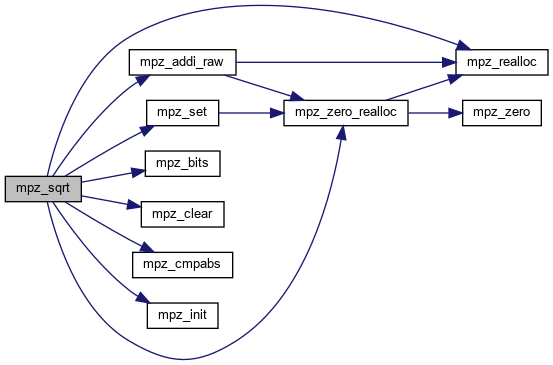 mpz_addi_raw
mpz_realloc
mpz_set
mpz_zero_realloc
mpz_zero
mpz_bits
mpz_sqrt
mpz_clear
mpz_cmpabs
mpz_init